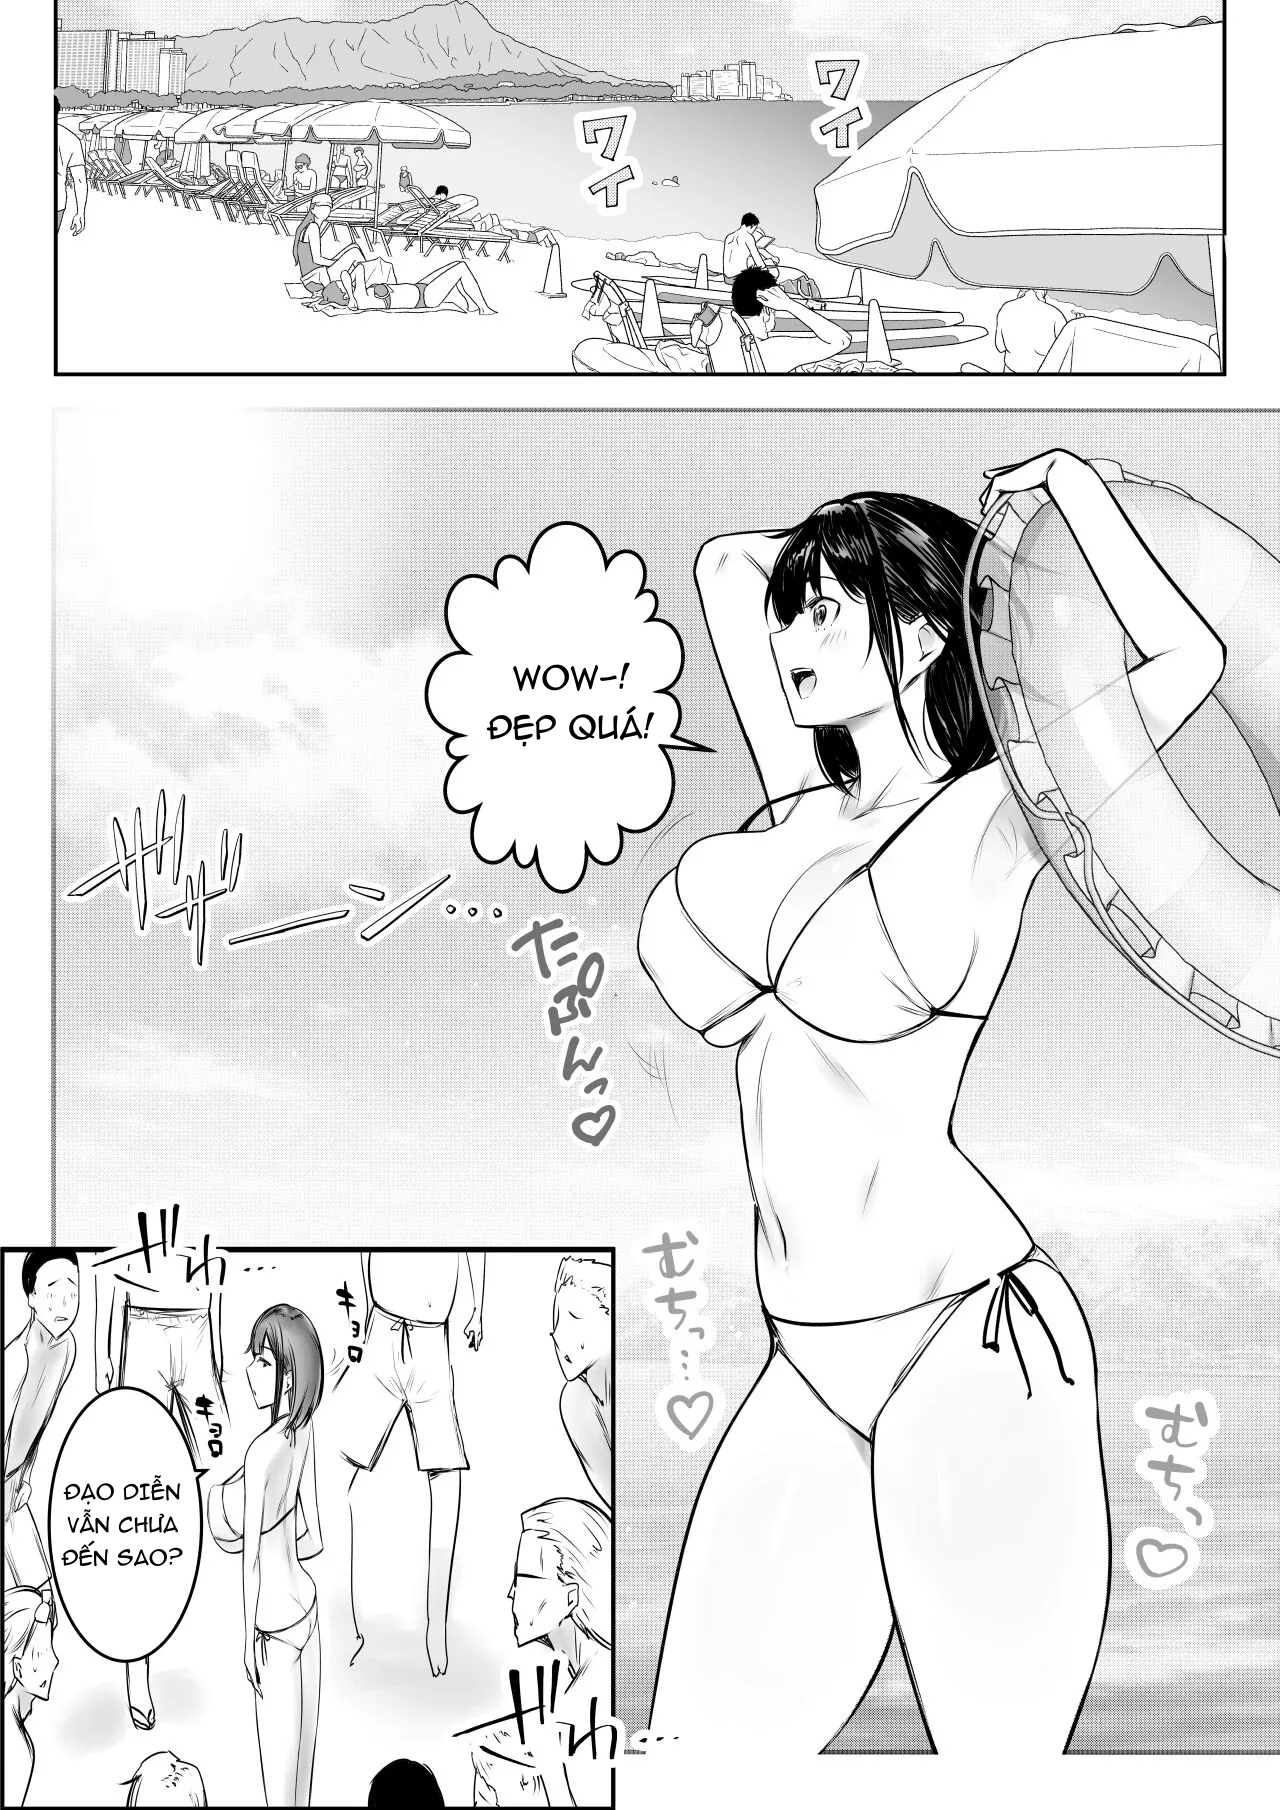 ワイ
ワイ
WOW-!
ĐẸP QUÁ!
ザザーン...
たぷんっ♡
むちっ...♡
むちっ♡
ざわ...
キョロ
キョロ
ĐẠO DIỄN
VẪN CHƯA
ĐẾN SAO?
ざわ...